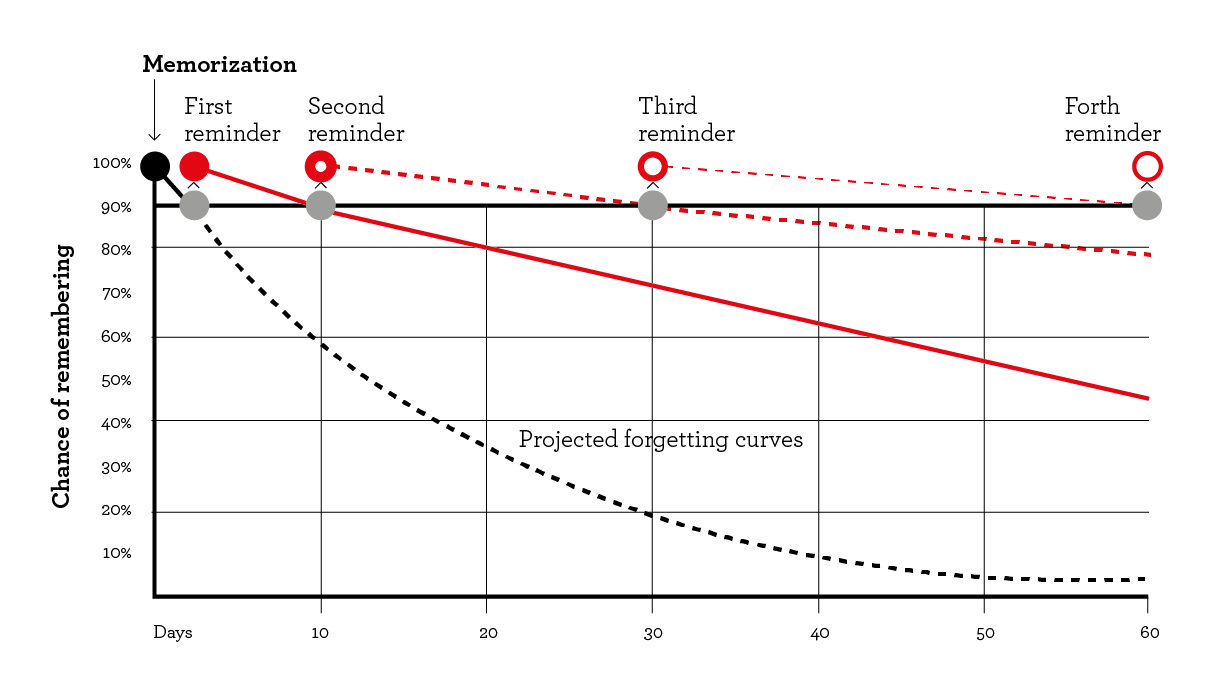 Memorization
First
reminder
Second
reminder
Third
reminder
Forth
reminder
100%
90%
80%
70%
60%
50%
40%
30%
20%
10%
Chance of remembering
Projected forgetting curves
Days
10
20
30
40
50
60